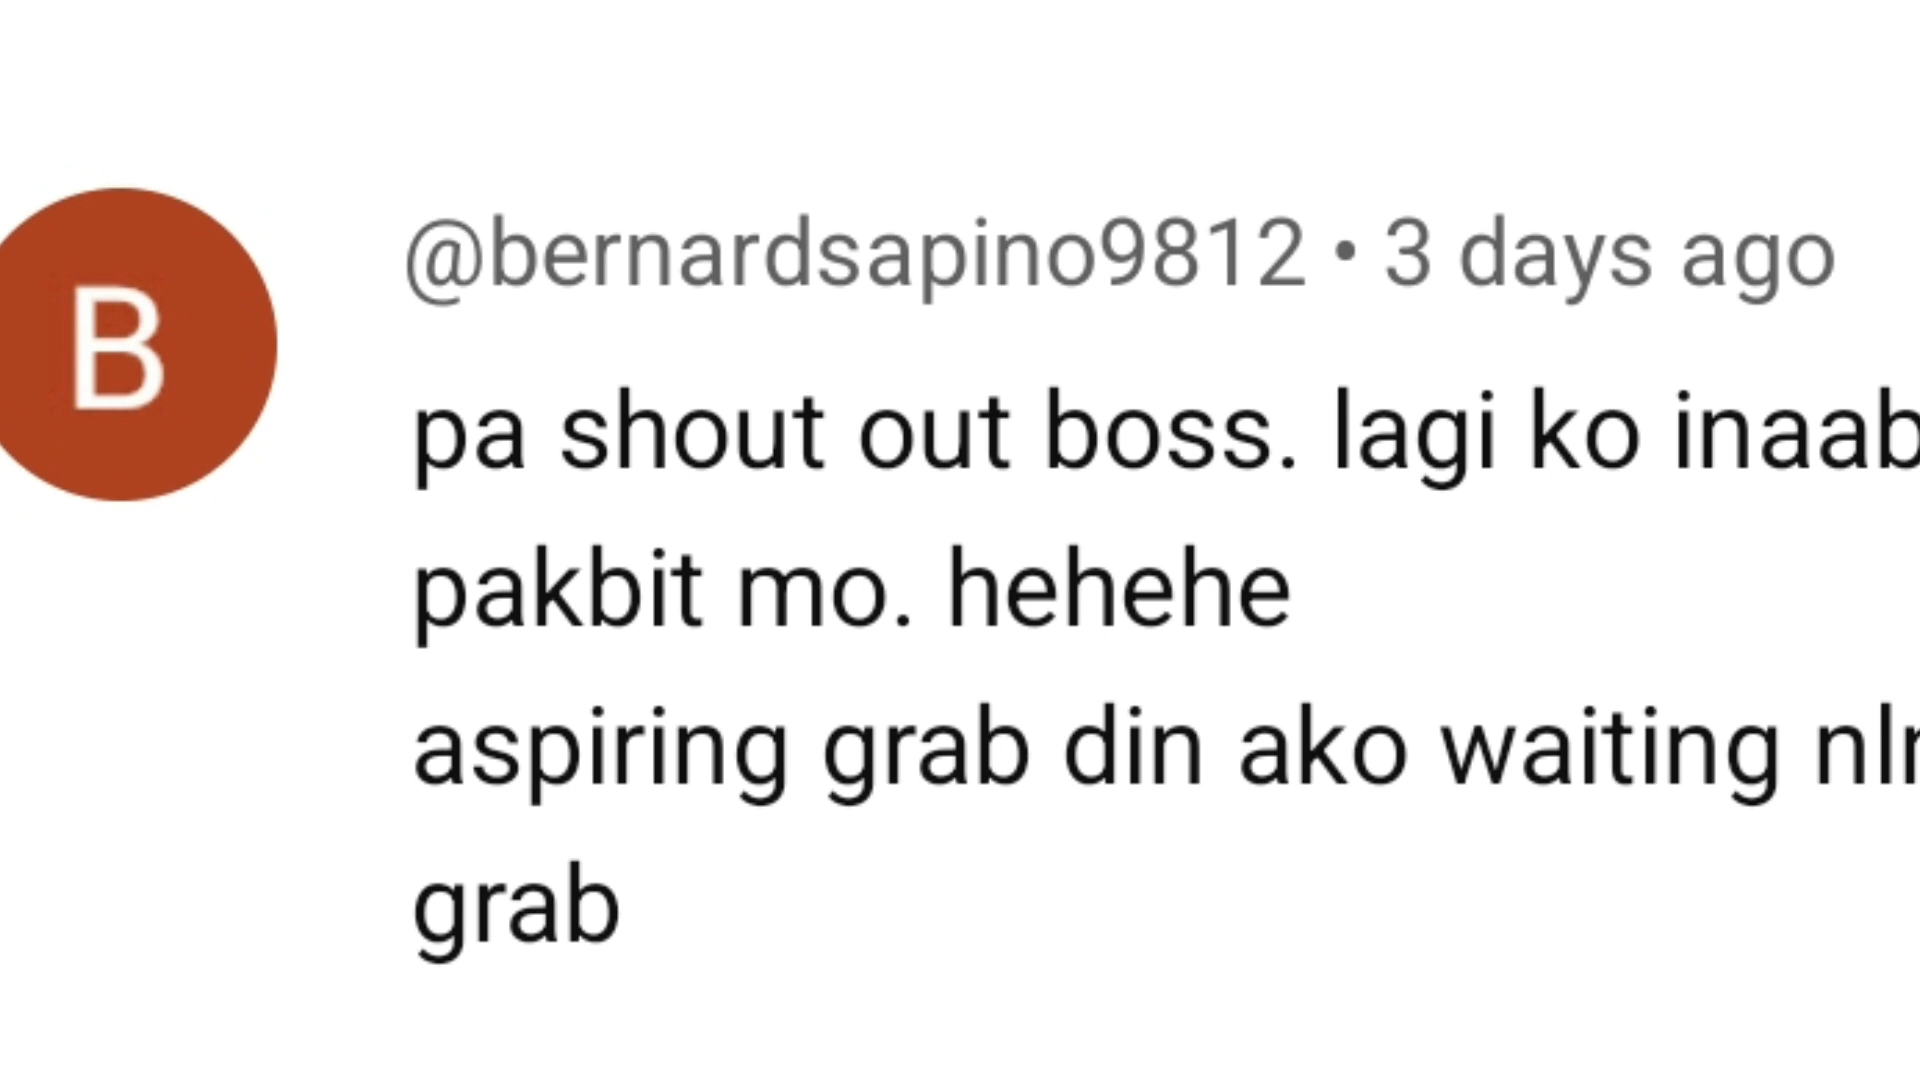 B
@bernardsapino9812 • 3 days ago
pa shout out boss. lagi ko
pakbit mo. hehehe
aspiring grab din ako waiting
grab